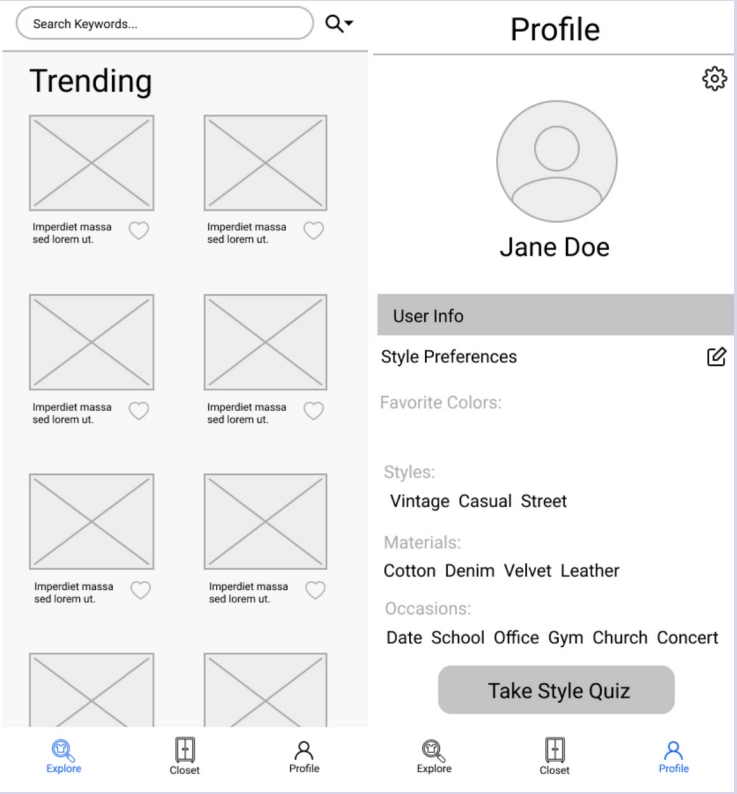 Search Keywords...
Trending
Imperdiet massa
sed lorem ut.
Imperdiet massa
sed lorem ut.
Imperdiet massa
sed lorem ut.
Imperdiet massa
sed lorem ut.
Imperdiet massa
sed lorem ut.
Imperdiet massa
sed lorem ut.
Explore
Closet
Profile
Profile
Jane Doe
User Info
Style Preferences
Favorite Colors:
Styles:
Vintage Casual Street
Materials:
Cotton Denim Velvet Leather
Occasions:
Date School Office Gym Church Concert
Take Style Quiz
Explore
Closet
Profile